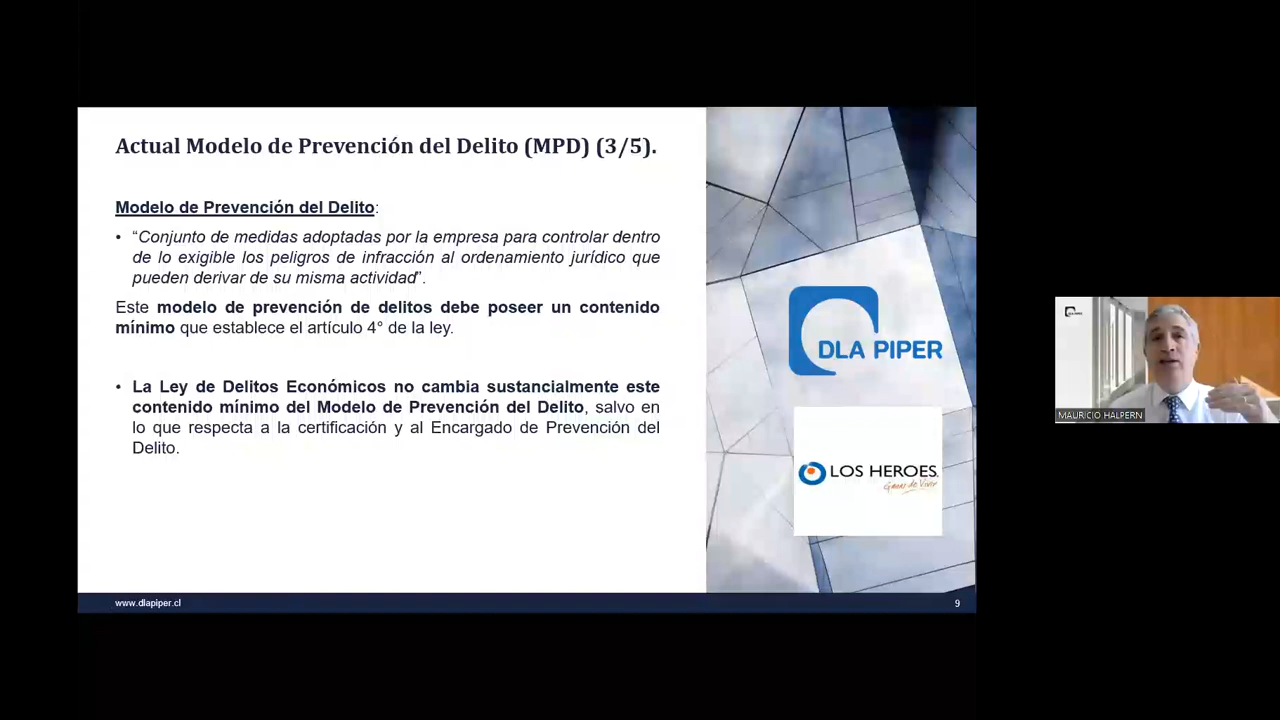 Actual Modelo de Prevención del Delito (MPD) (3/5).
Modelo de Prevención del Delito:
• “Conjunto de medidas adoptadas por la empresa para controlar dentro
de lo exigible los peligros de infracción al ordenamiento jurídico que
pueden derivar de su misma actividad”.
Este modelo de prevención de delitos debe poseer un contenido
mínimo que establece el artículo 4° de la ley.
• La Ley de Delitos Económicos no cambia sustancialmente este
contenido mínimo del Modelo de Prevención del Delito, salvo en
lo que respecta a la certificación y al Encargado de Prevención del
Delito.
DLA PIPER
LOS HEROES
Ganas de Vivir
www.dlapiper.cl
9
DLA PIPER
MAURICIO HALPERN